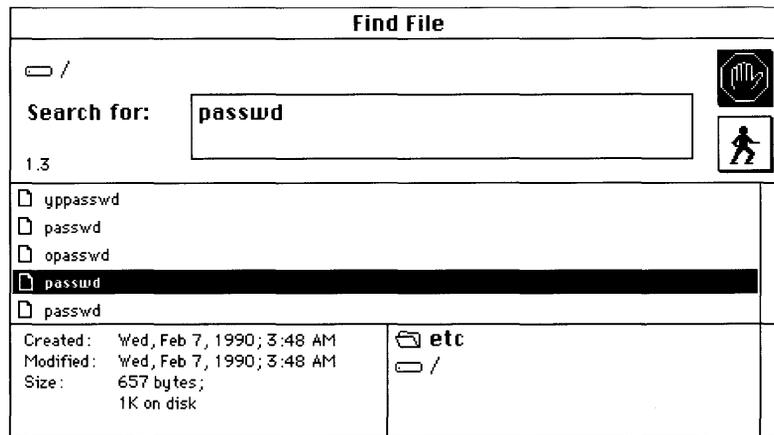 Find File
/
Search for: passwd
1.3
yppasswd
passwd
opasswd
passwd
passwd
Created: Wed, Feb 7, 1990; 3:48 AM
Modified: Wed, Feb 7, 1990; 3:48 AM
Size: 657 bytes;
1K on disk
etc
/